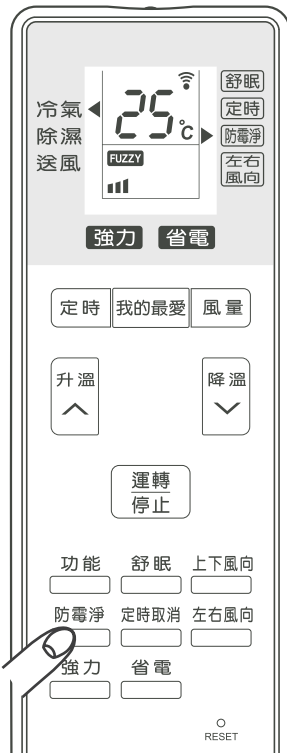 舒眠
冷氣 25°C 定時
除濕 防霉淨
送風 FUZZY 左右
風向
強力 省電
定時 我的最愛 風量
升溫 降溫
運轉
停止
功能 舒眠 上下風向
防霉淨 定時取消 左右風向
強力 省電
RESET